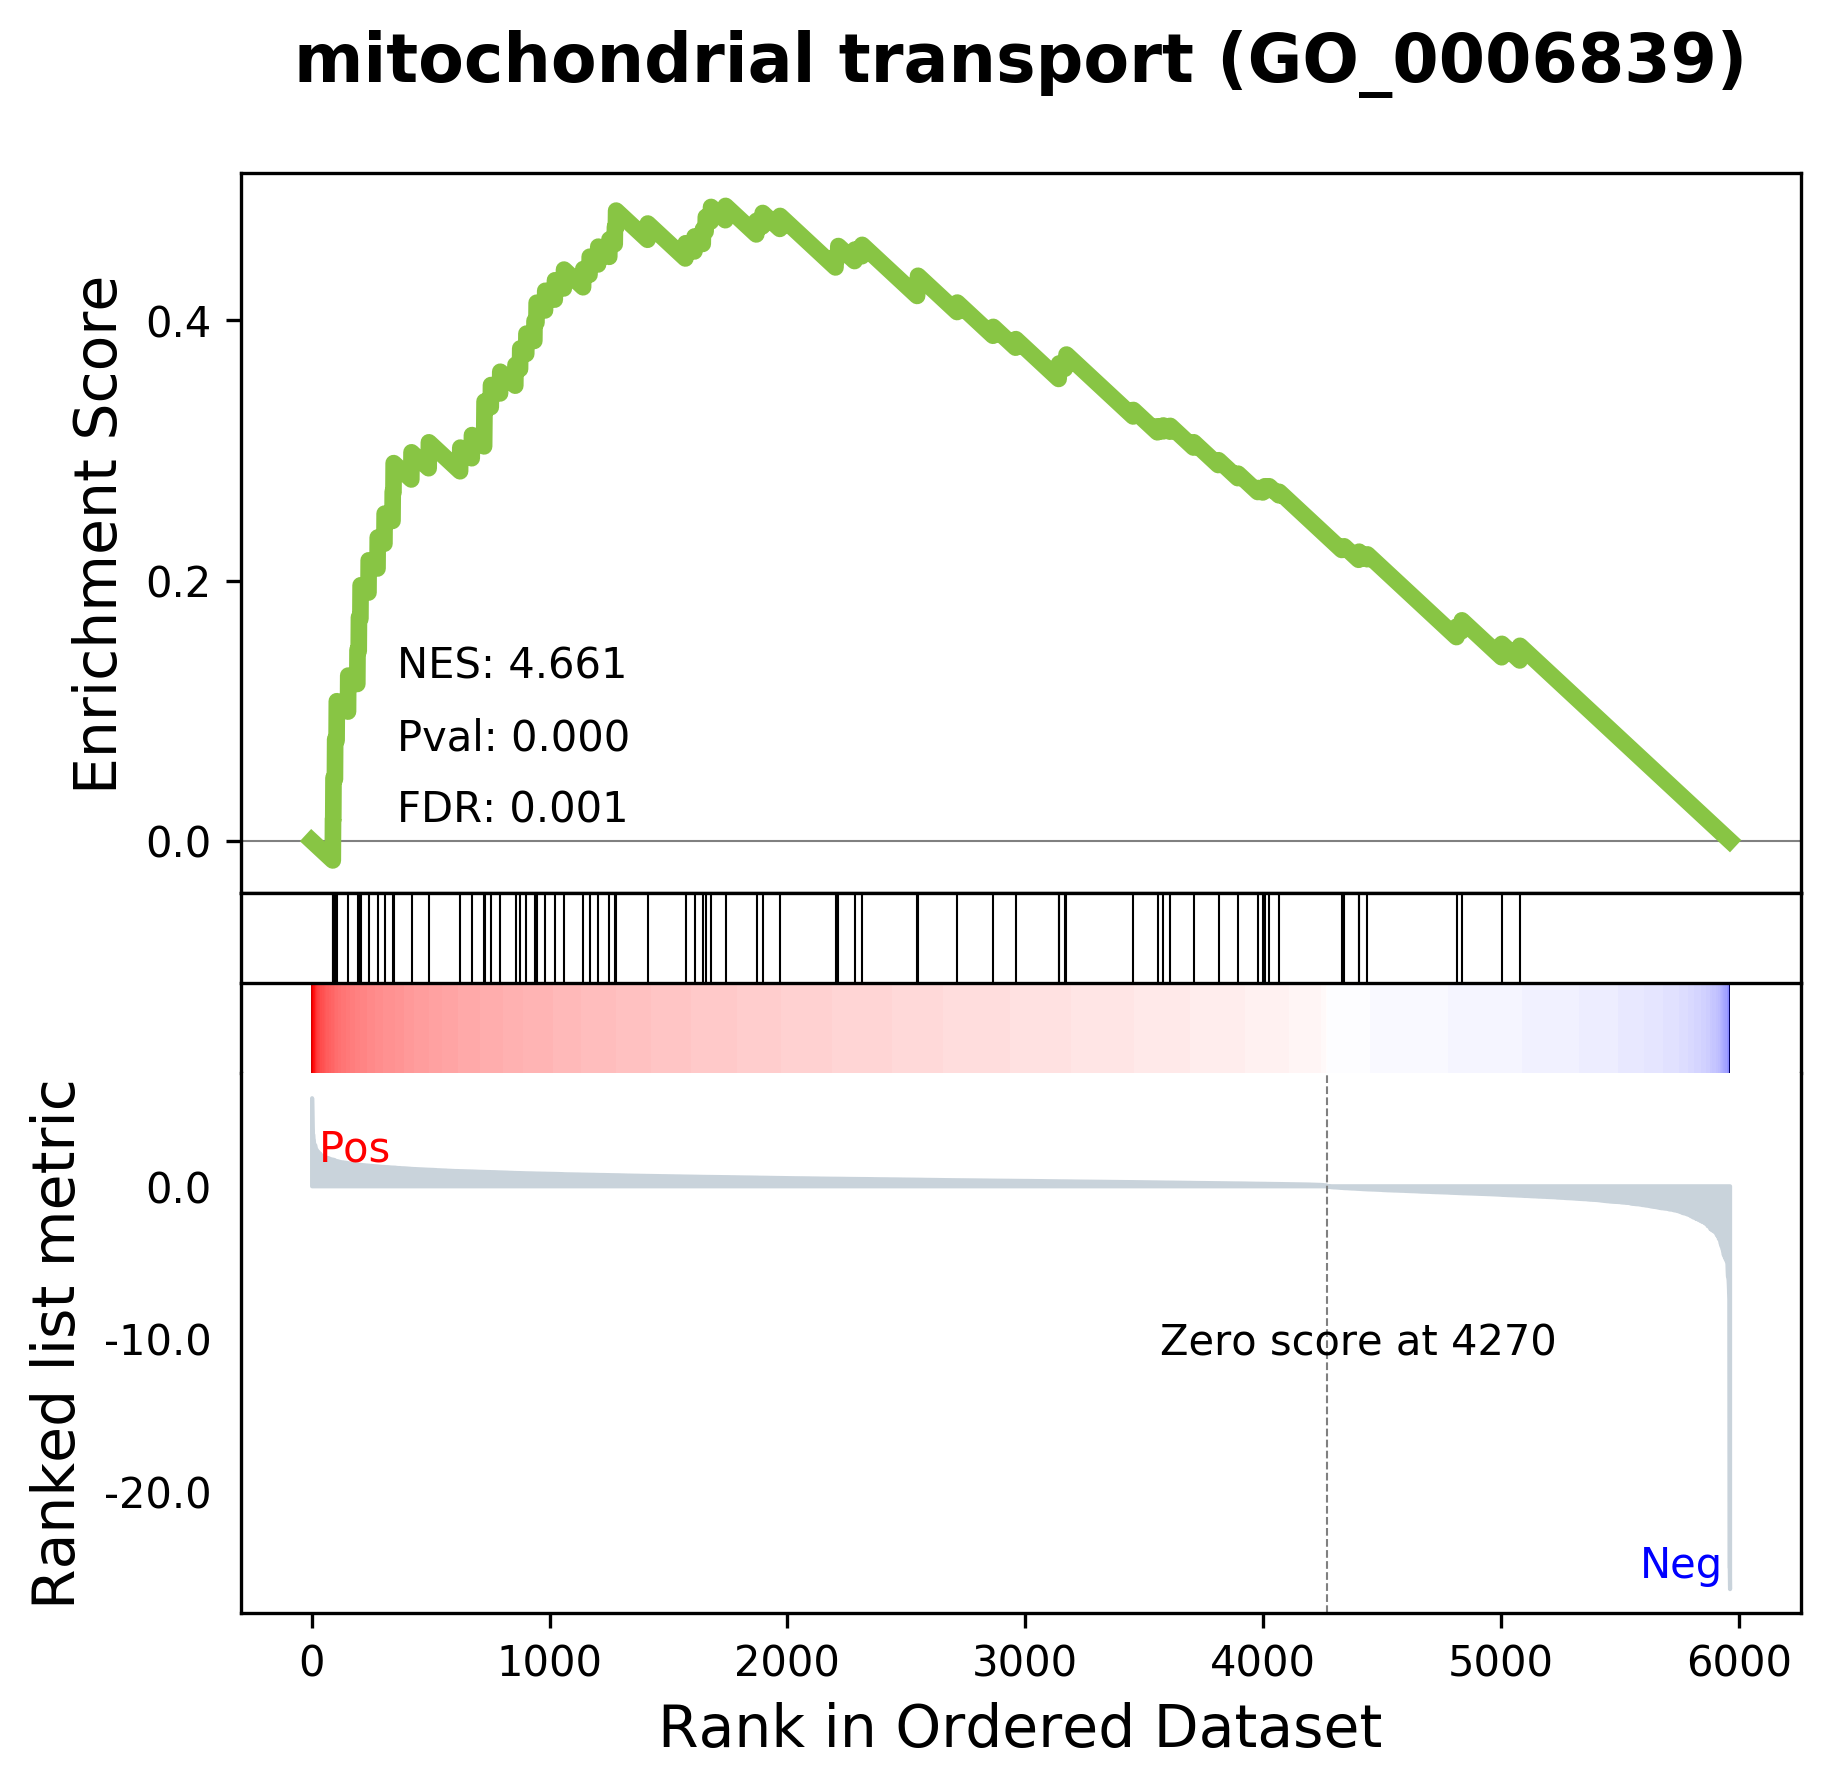 mitochondrial transport (GO_0006839)
Enrichment Score
0.4
0.2
0.0
NES: 4.661
Pval: 0.000
FDR: 0.001
Ranked list metric
0.0
-10.0
-20.0
Pos
Zero score at 4270
Neg
0 1000 2000 3000 4000 5000 6000
Rank in Ordered Dataset